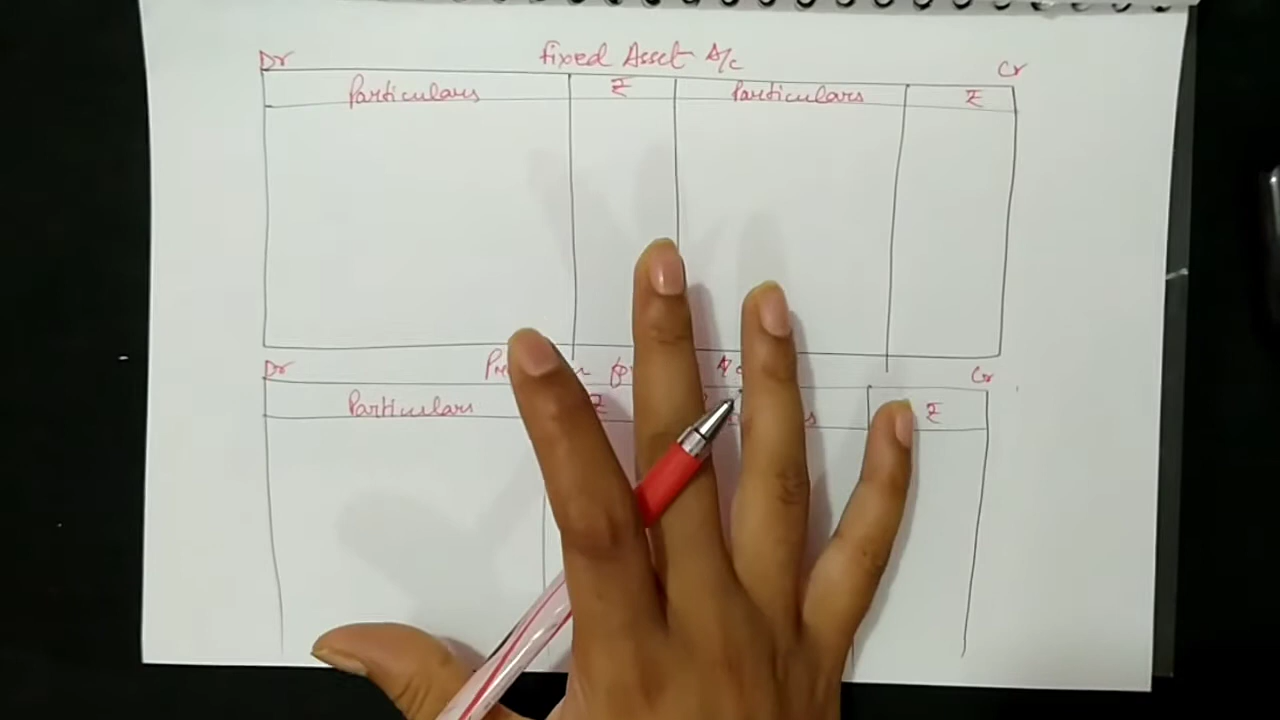 Dr Fixed Asset A/c Cr
Particulars ₹ Particulars ₹
Dr A/c Cr
Particulars ₹ ₹